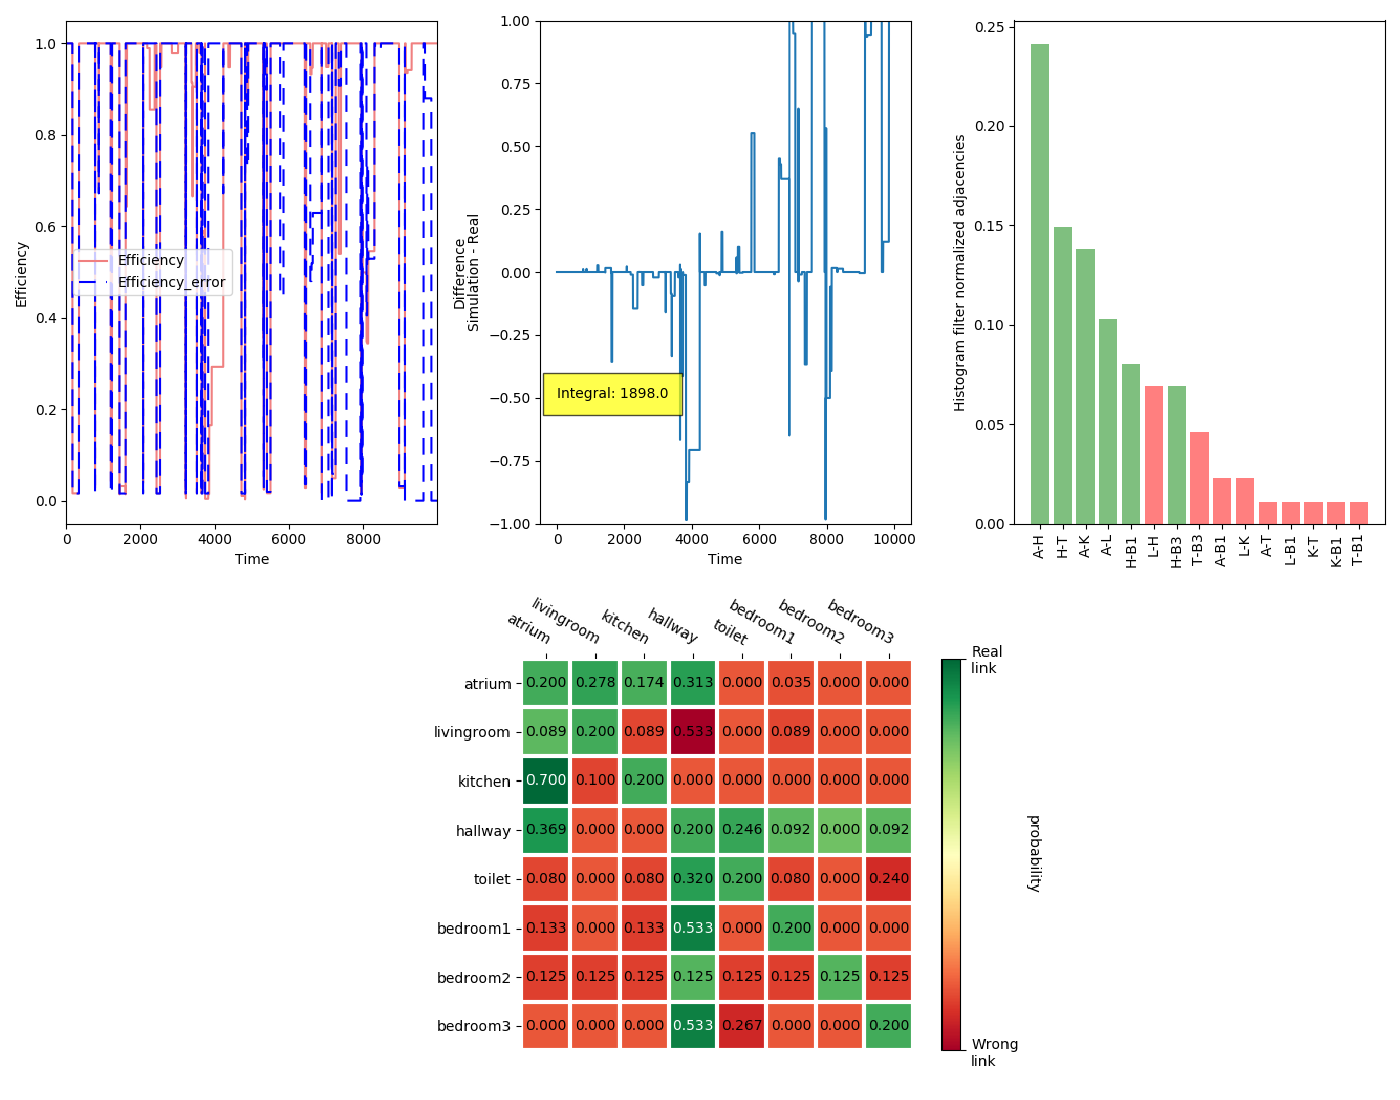 1.0
0.8
0.6
0.4
0.2
0.0
Efficiency
Efficiency
Efficiency_error
0
2000
4000
6000
8000
Time
1.00
0.75
0.50
0.25
0.00
−0.25
−0.50
−0.75
−1.00
Difference
Simulation - Real
Integral: 1898.0
0
2000
4000
6000
8000
10000
Time
0.25
0.20
0.15
0.10
0.05
0.00
Histogram filter normalized adjacencies
A-H
H-T
A-K
A-L
H-B1
L-H
H-B3
T-B3
A-B1
L-K
A-T
L-B1
K-T
K-B1
T-B1
atrium
livingroom
kitchen
hallway
toilet
bedroom1
bedroom2
bedroom3
atrium 0.200 0.278 0.174 0.313 0.000 0.035 0.000 0.000
livingroom 0.089 0.200 0.089 0.533 0.000 0.089 0.000 0.000
kitchen 0.700 0.100 0.200 0.000 0.000 0.000 0.000 0.000
hallway 0.369 0.000 0.000 0.200 0.246 0.092 0.000 0.092
toilet 0.080 0.000 0.080 0.320 0.200 0.080 0.000 0.240
bedroom1 0.133 0.000 0.133 0.533 0.000 0.200 0.000 0.000
bedroom2 0.125 0.125 0.125 0.125 0.125 0.125 0.125 0.125
bedroom3 0.000 0.000 0.000 0.533 0.267 0.000 0.000 0.200
Real
link
probability
Wrong
link